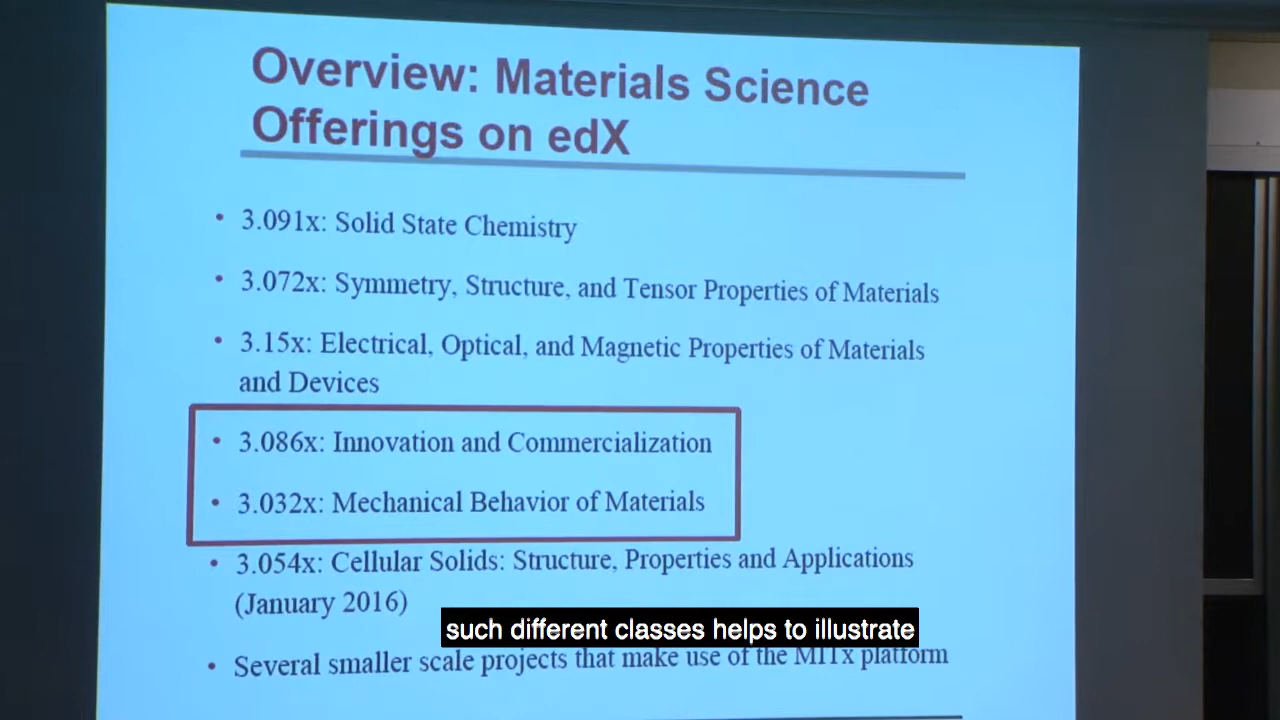 Overview: Materials Science
Offerings on edX
• 3.091x: Solid State Chemistry
• 3.072x: Symmetry, Structure, and Tensor Properties of Materials
• 3.15x: Electrical, Optical, and Magnetic Properties of Materials
and Devices
• 3.086x: Innovation and Commercialization
• 3.032x: Mechanical Behavior of Materials
• 3.054x: Cellular Solids: Structure, Properties and Applications
(January 2016)
such different classes helps to illustrate
• Several smaller scale projects that make use of the MITx platform